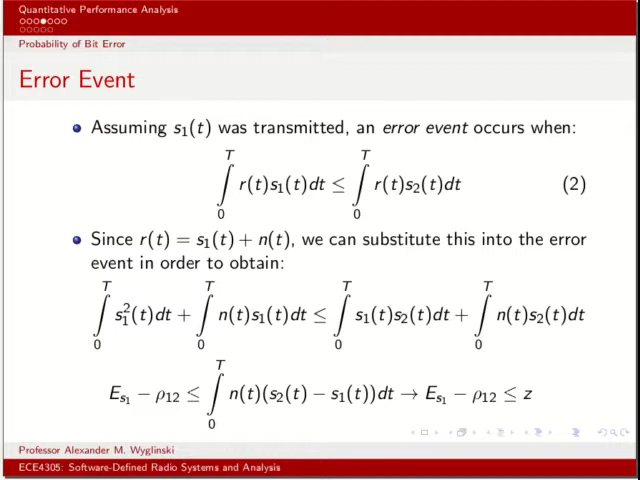 Quantitative Performance Analysis
Probability of Bit Error
Error Event
Assuming s₁(t) was transmitted, an error event occurs when:
∫₀ᵀ r(t)s₁(t)dt ≤ ∫₀ᵀ r(t)s₂(t)dt (2)
Since r(t) = s₁(t) + n(t), we can substitute this into the error
event in order to obtain:
∫₀ᵀ s₁²(t)dt + ∫₀ᵀ n(t)s₁(t)dt ≤ ∫₀ᵀ s₁(t)s₂(t)dt + ∫₀ᵀ n(t)s₂(t)dt
E_{s₁} − ρ₁₂ ≤ ∫₀ᵀ n(t)(s₂(t) − s₁(t))dt → E_{s₁} − ρ₁₂ ≤ z
Professor Alexander M. Wyglinski
ECE4305: Software-Defined Radio Systems and Analysis